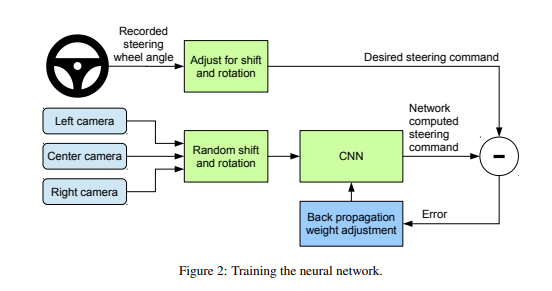 Recorded
steering
wheel angle
Adjust for shift
and rotation
Desired steering command
Left camera
Center camera
Right camera
Random shift
and rotation
CNN
Network
computed
steering
command
-
Back propagation
weight adjustment
Error
Figure 2: Training the neural network.